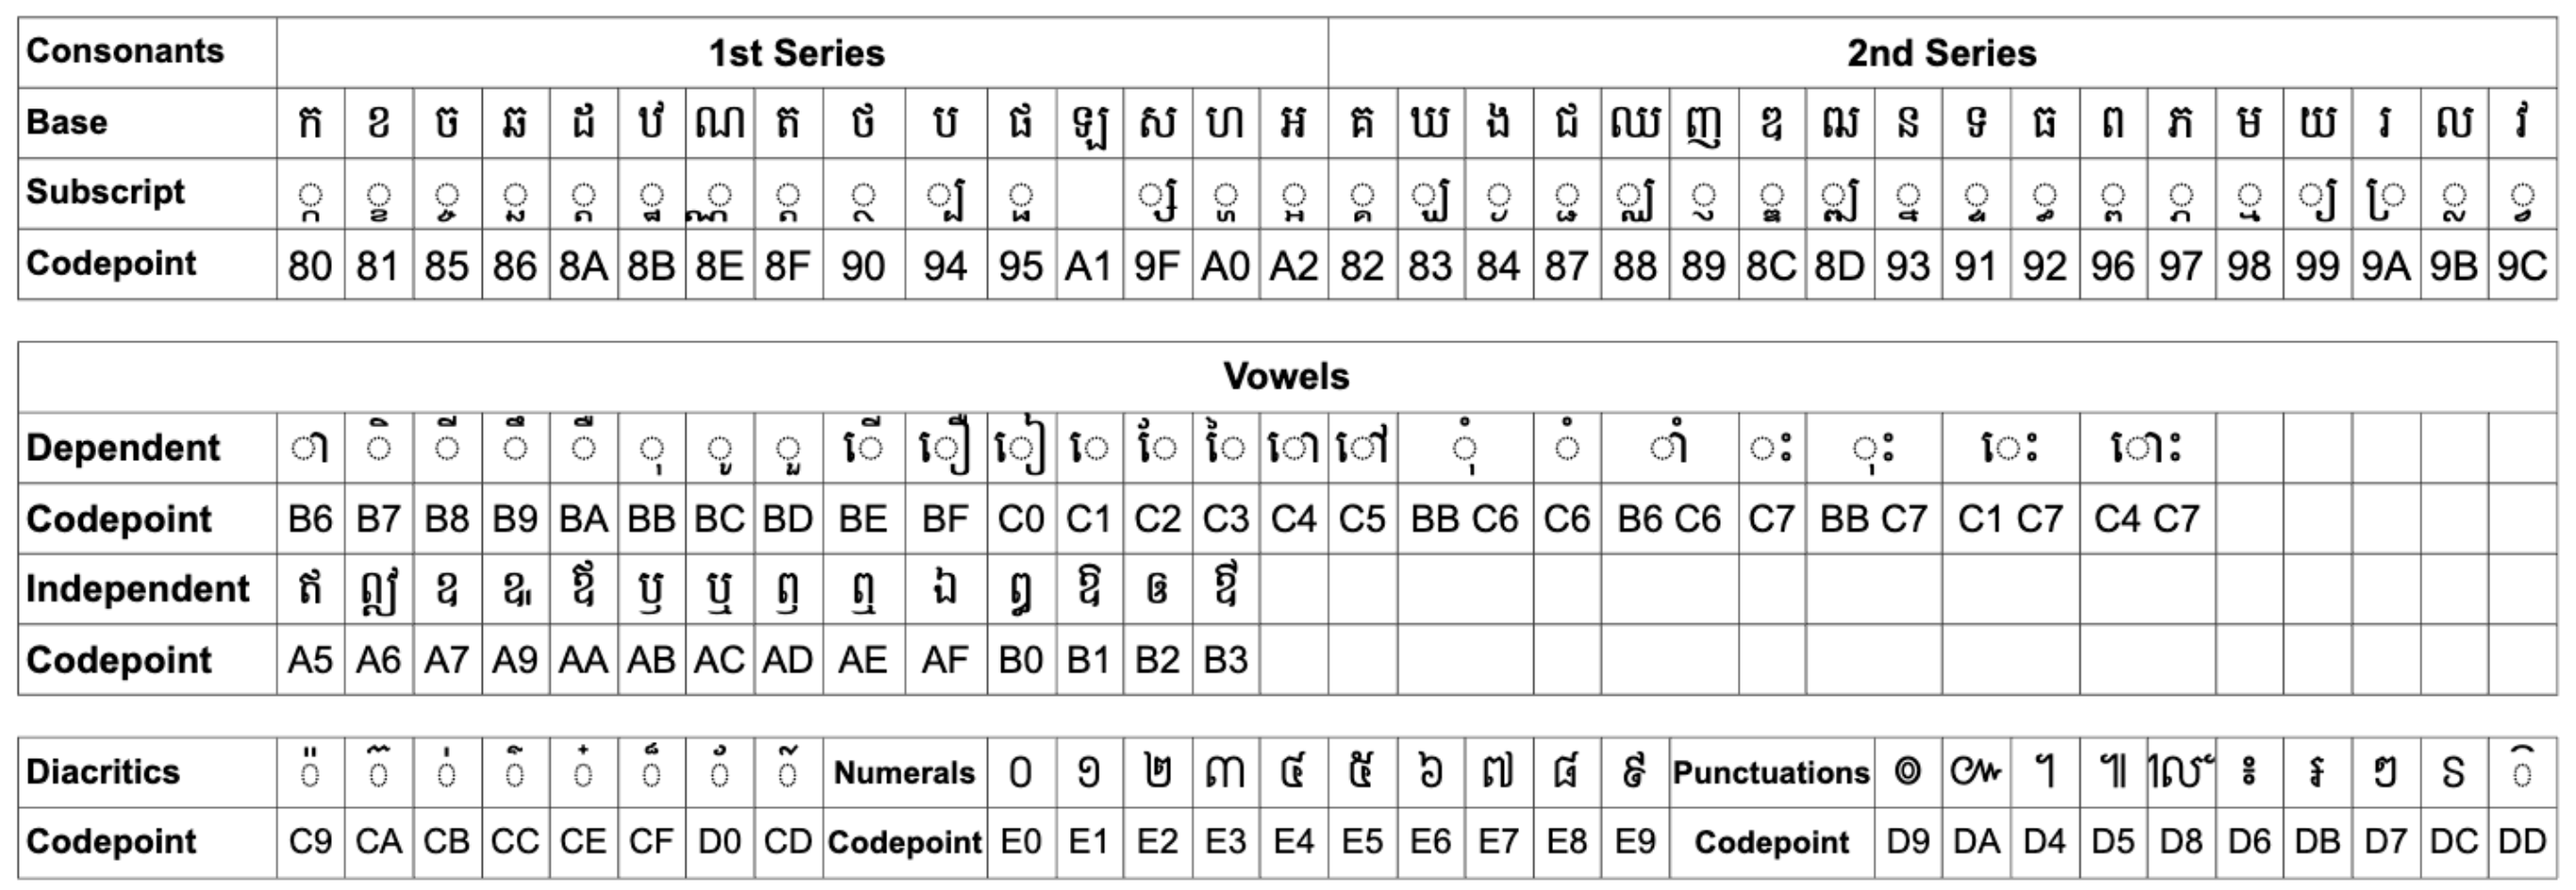 Consonants 1st Series 2nd Series
Base ក ខ ច ឆ ដ ឋ ណ ត ថ ប ផ ឡ ស ហ អ គ ឃ ង ជ ឈ ញ ឌ ឍ ន ទ ធ ព ភ ម យ រ ល វ
Subscript ្ក ្ខ ្ច ្ឆ ្ដ ្ឋ ្ណ ្ត ្ថ ្ប ្ផ ្ស ្ហ ្អ ្គ ្ឃ ្ង ្ជ ្ឈ ្ញ ្ឌ ្ឍ ្ន ្ទ ្ធ ្ព ្ភ ្ម ្យ ្រ ្ល ្វ
Codepoint 80 81 85 86 8A 8B 8E 8F 90 94 95 A1 9F A0 A2 82 83 84 87 88 89 8C 8D 93 91 92 96 97 98 99 9A 9B 9C
Vowels
Dependent ា ិ ី ឹ ឺ ុ ូ ួ ើ ឿ ៀ េ ែ ៃ ោ ៅ ុំ ំ ាំ ះ ុះ េះ ោះ
Codepoint B6 B7 B8 B9 BA BB BC BD BE BF C0 C1 C2 C3 C4 C5 BB C6 C6 B6 C6 C7 BB C7 C1 C7 C4 C7
Independent ឥ ឦ ឧ ឩ ឪ ឫ ឬ ឭ ឮ ឯ ឰ ឱ ឲ ឳ
Codepoint A5 A6 A7 A9 AA AB AC AD AE AF B0 B1 B2 B3
Diacritics ៉ ៊ ់ ៌ ៎ ៏ ័ ៍ Numerals ០ ១ ២ ៣ ៤ ៥ ៦ ៧ ៨ ៩ Punctuations ៙ ៚ ។ ៕ ៘ ៖ ៛ ៗ ៜ ៝
Codepoint C9 CA CB CC CE CF D0 CD Codepoint E0 E1 E2 E3 E4 E5 E6 E7 E8 E9 Codepoint D9 DA D4 D5 D8 D6 DB D7 DC DD